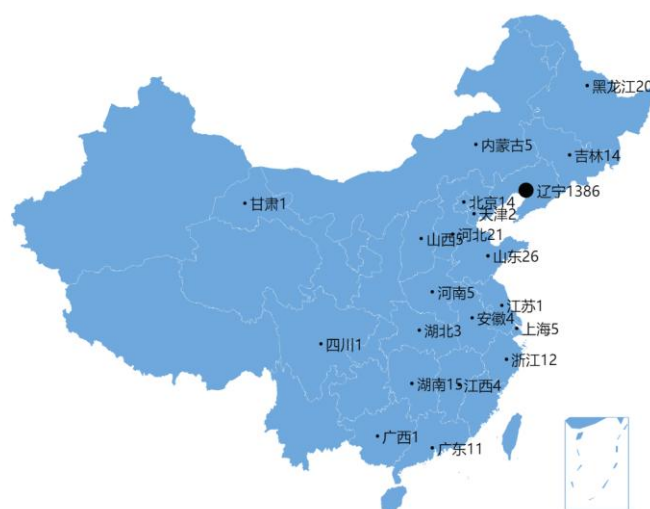 黑龙江20
内蒙古5
吉林14
辽宁1386
甘肃1
北京14
天津2
河北21
山西5
山东26
河南5
江苏1
安徽4
上海5
湖北3
四川1
浙江12
湖南15
江西4
广西1
广东11